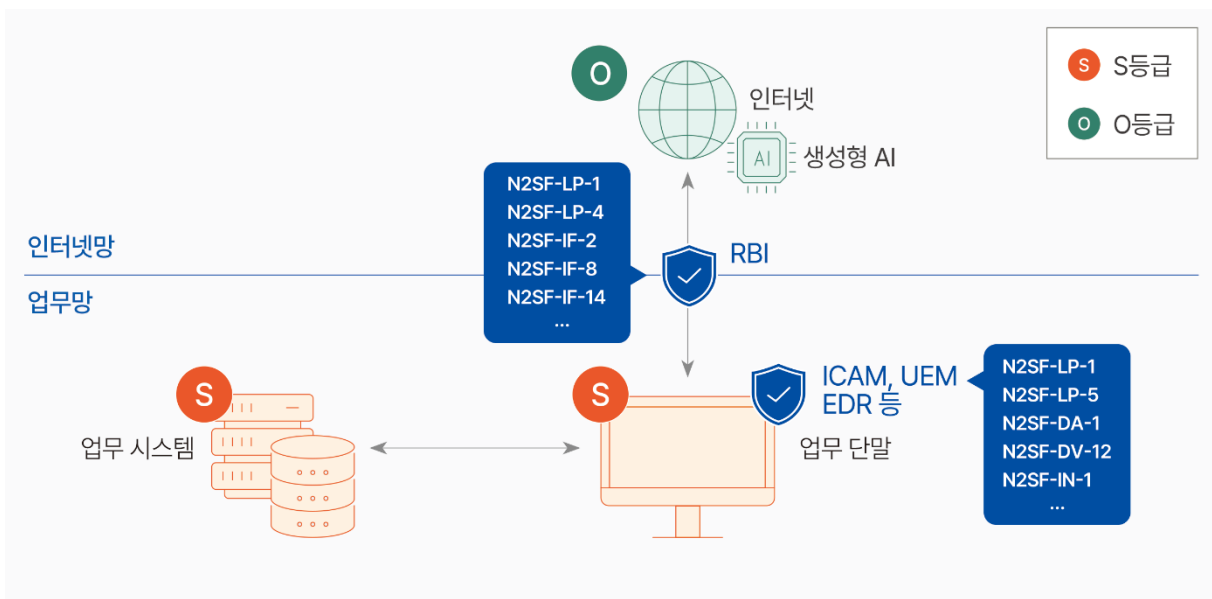 S
S등급
O
O등급
O
인터넷
AI
생성형 AI
N2SF-LP-1
N2SF-LP-4
N2SF-IF-2
N2SF-IF-8
N2SF-IF-14
...
RBI
인터넷망
업무망
S
업무 시스템
S
ICAM, UEM
EDR 등
업무 단말
N2SF-LP-1
N2SF-LP-5
N2SF-DA-1
N2SF-DV-12
N2SF-IN-1
...